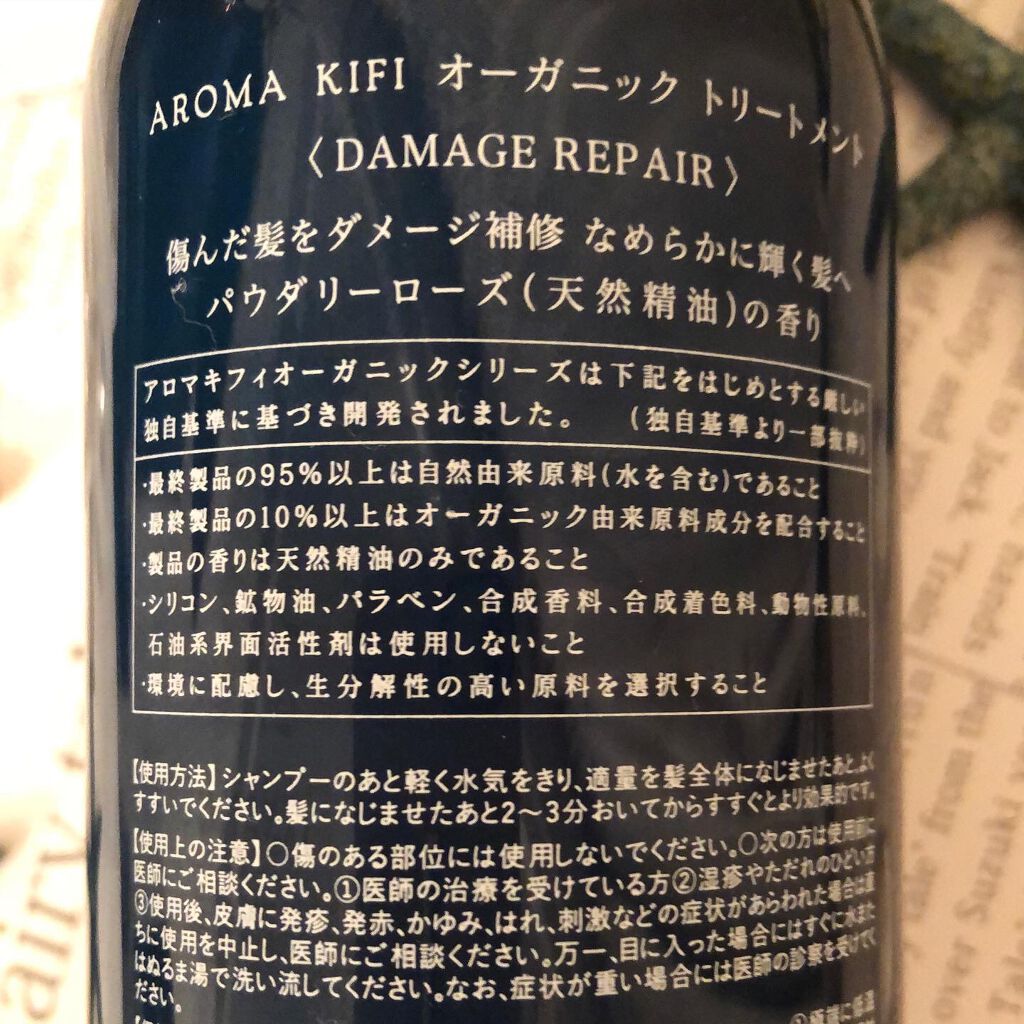 AROMA KIFI オーガニック トリートメント
〈DAMAGE REPAIR〉
傷んだ髪をダメージ補修 なめらかに輝く髪へ
パウダリーローズ(天然精油)の香り
アロマキフィオーガニックシリーズは下記をはじめとする厳しい
独自基準に基づき開発されました。 (独自基準より一部抜粋)
・最終製品の95%以上は自然由来原料(水を含む)であること
・最終製品の10%以上はオーガニック由来原料成分を配合すること
・製品の香りは天然精油のみであること
・シリコン、鉱物油、パラベン、合成香料、合成着色料、動物性原料、
石油系界面活性剤は使用しないこと
・環境に配慮し、生分解性の高い原料を選択すること
【使用方法】シャンプーのあと軽く水気をきり、適量を髪全体になじませたあと、よく
すすいでください。髪になじませたあと2〜3分おいてからすすぐとより効果的です。
【使用上の注意】○傷のある部位には使用しないでください。○次の方は使用前に
医師にご相談ください。①医師の治療を受けている方②湿疹やただれのひどい方
③使用後、皮膚に発疹、発赤、かゆみ、はれ、刺激などの症状があらわれた場合は直
ちに使用を中止し、医師にご相談ください。万一、目に入った場合にはすぐに水また
はぬるま湯で洗い流してください。なお、症状が重い場合には医師の診察を受けてく
ださい。
from the
over Suzuki